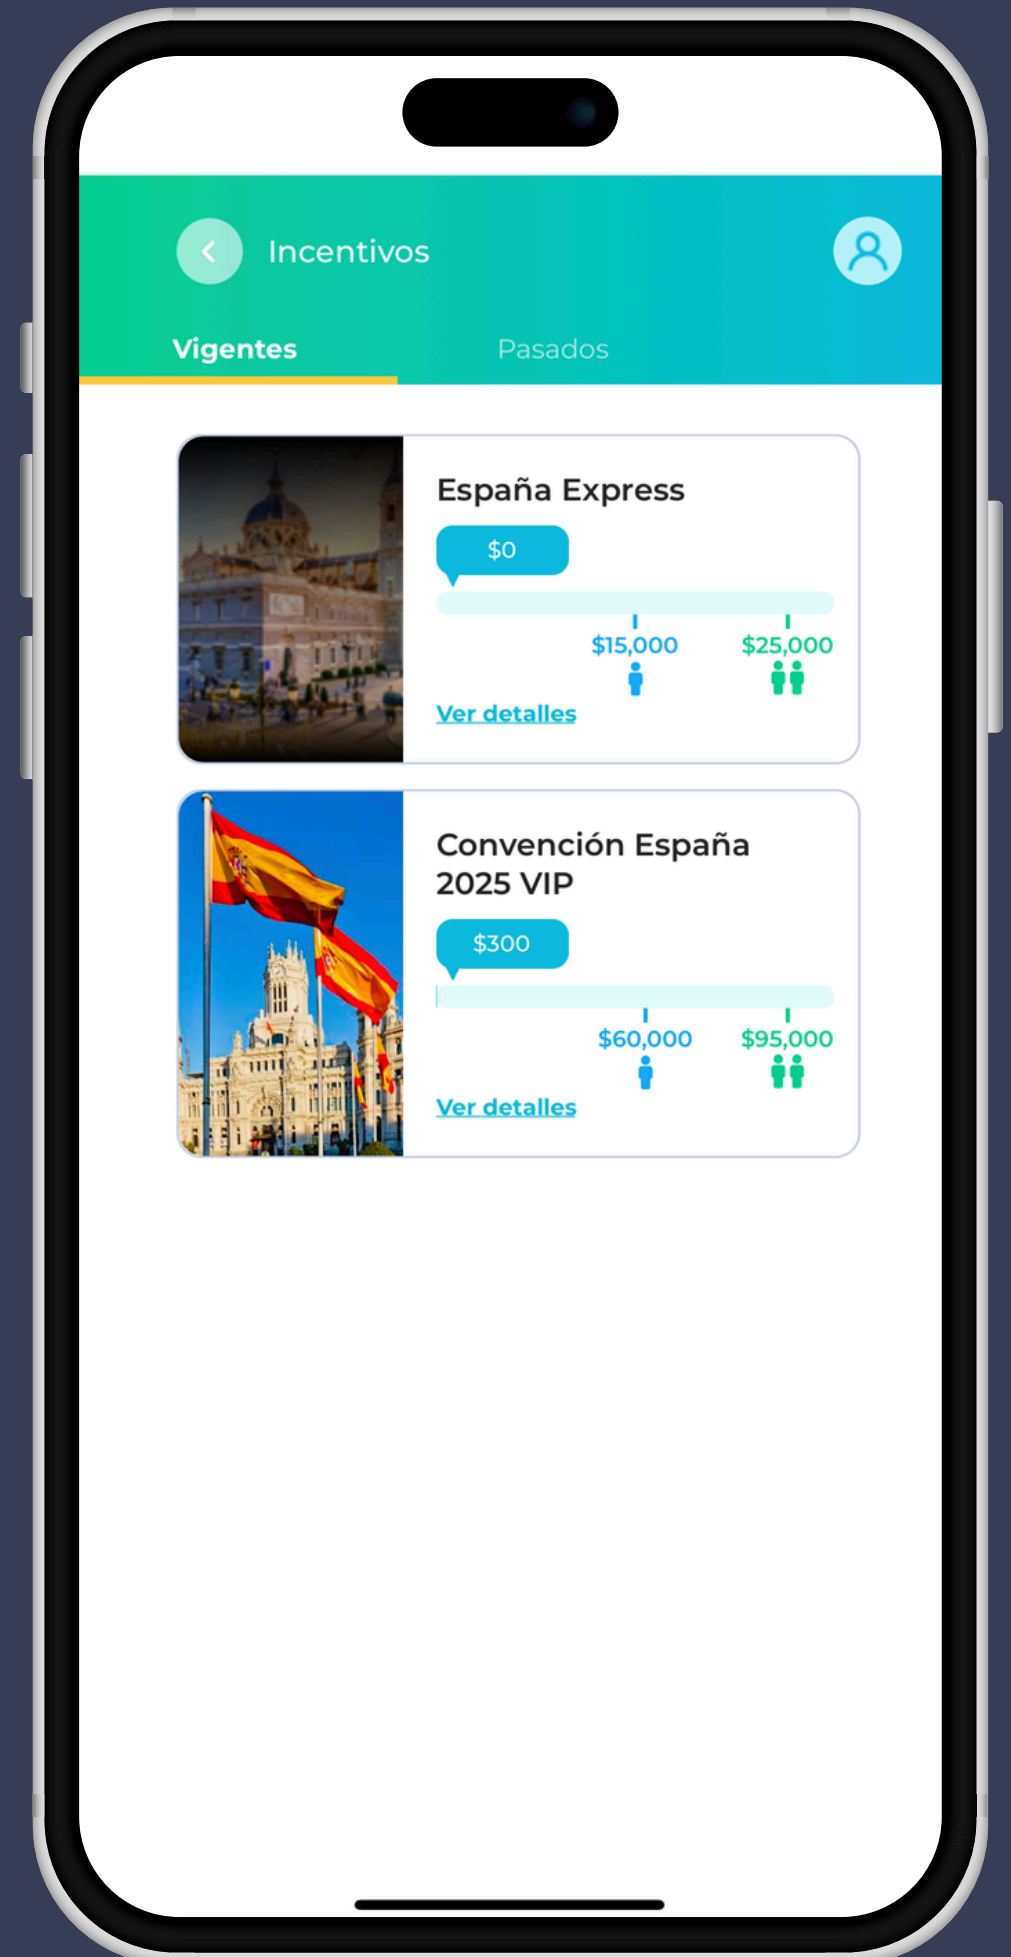 Incentivos
Vigentes
Pasados
España Express
$0
$15,000
$25,000
Ver detalles
Convención España
2025 VIP
$300
$60,000
$95,000
Ver detalles